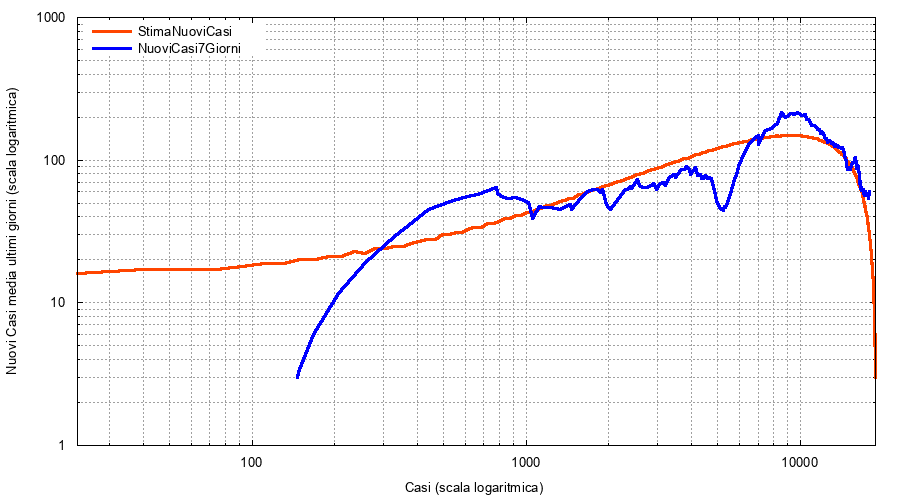 1000
StimaNuoviCasi
NuoviCasi7Giorni
100
10
1
Nuovi Casi media ultimi giorni (scala logaritmica)
100
1000
10000
Casi (scala logaritmica)